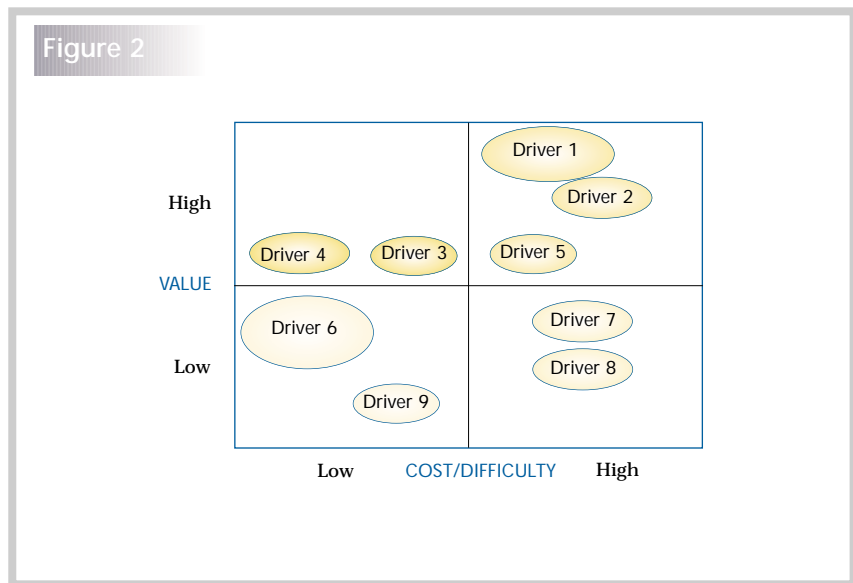 Figure 2
Driver 1
High
Driver 2
Driver 4
Driver 3
Driver 5
VALUE
Driver 6
Driver 7
Low
Driver 8
Driver 9
Low
COST/DIFFICULTY
High